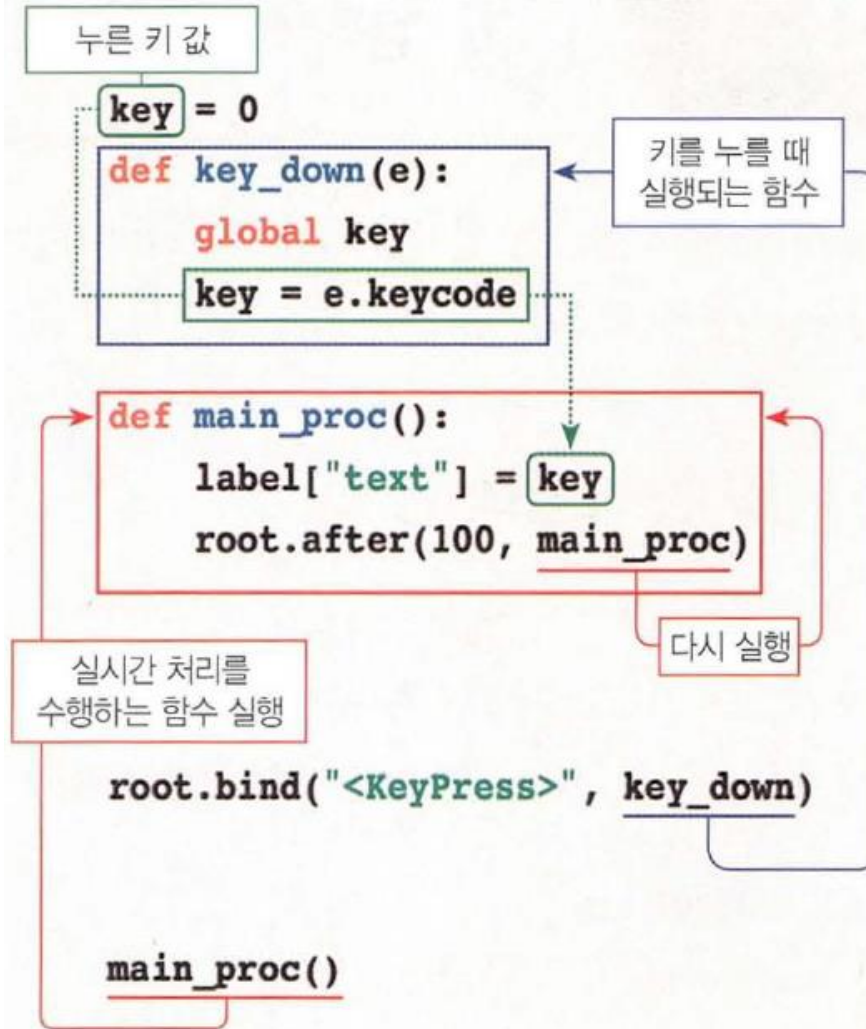 누른 키 값
key = 0
def key_down(e):
키를 누를 때
실행되는 함수
global key
key = e.keycode
def main_proc():
label["text"] = key
root.after(100, main_proc)
다시 실행
실시간 처리를
수행하는 함수 실행
root.bind("<KeyPress>", key_down)
main_proc()